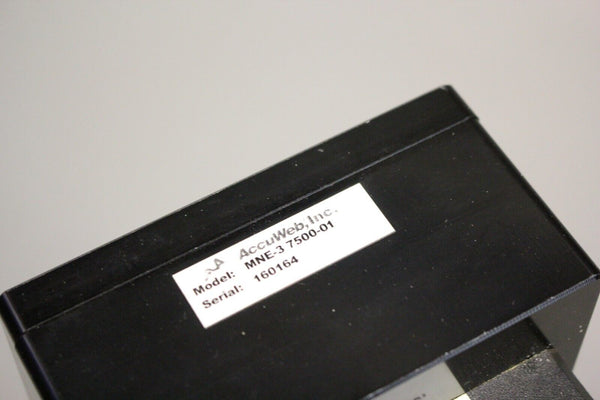 AccuWeb, Inc.
Model: MNE-3 7500-01
Serial: 160164